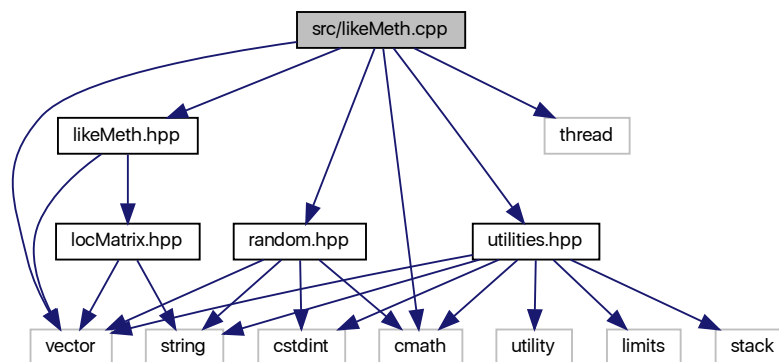 src/likeMeth.cpp
likeMeth.hpp
thread
locMatrix.hpp
random.hpp
utilities.hpp
vector
string
cstdint
cmath
utility
limits
stack